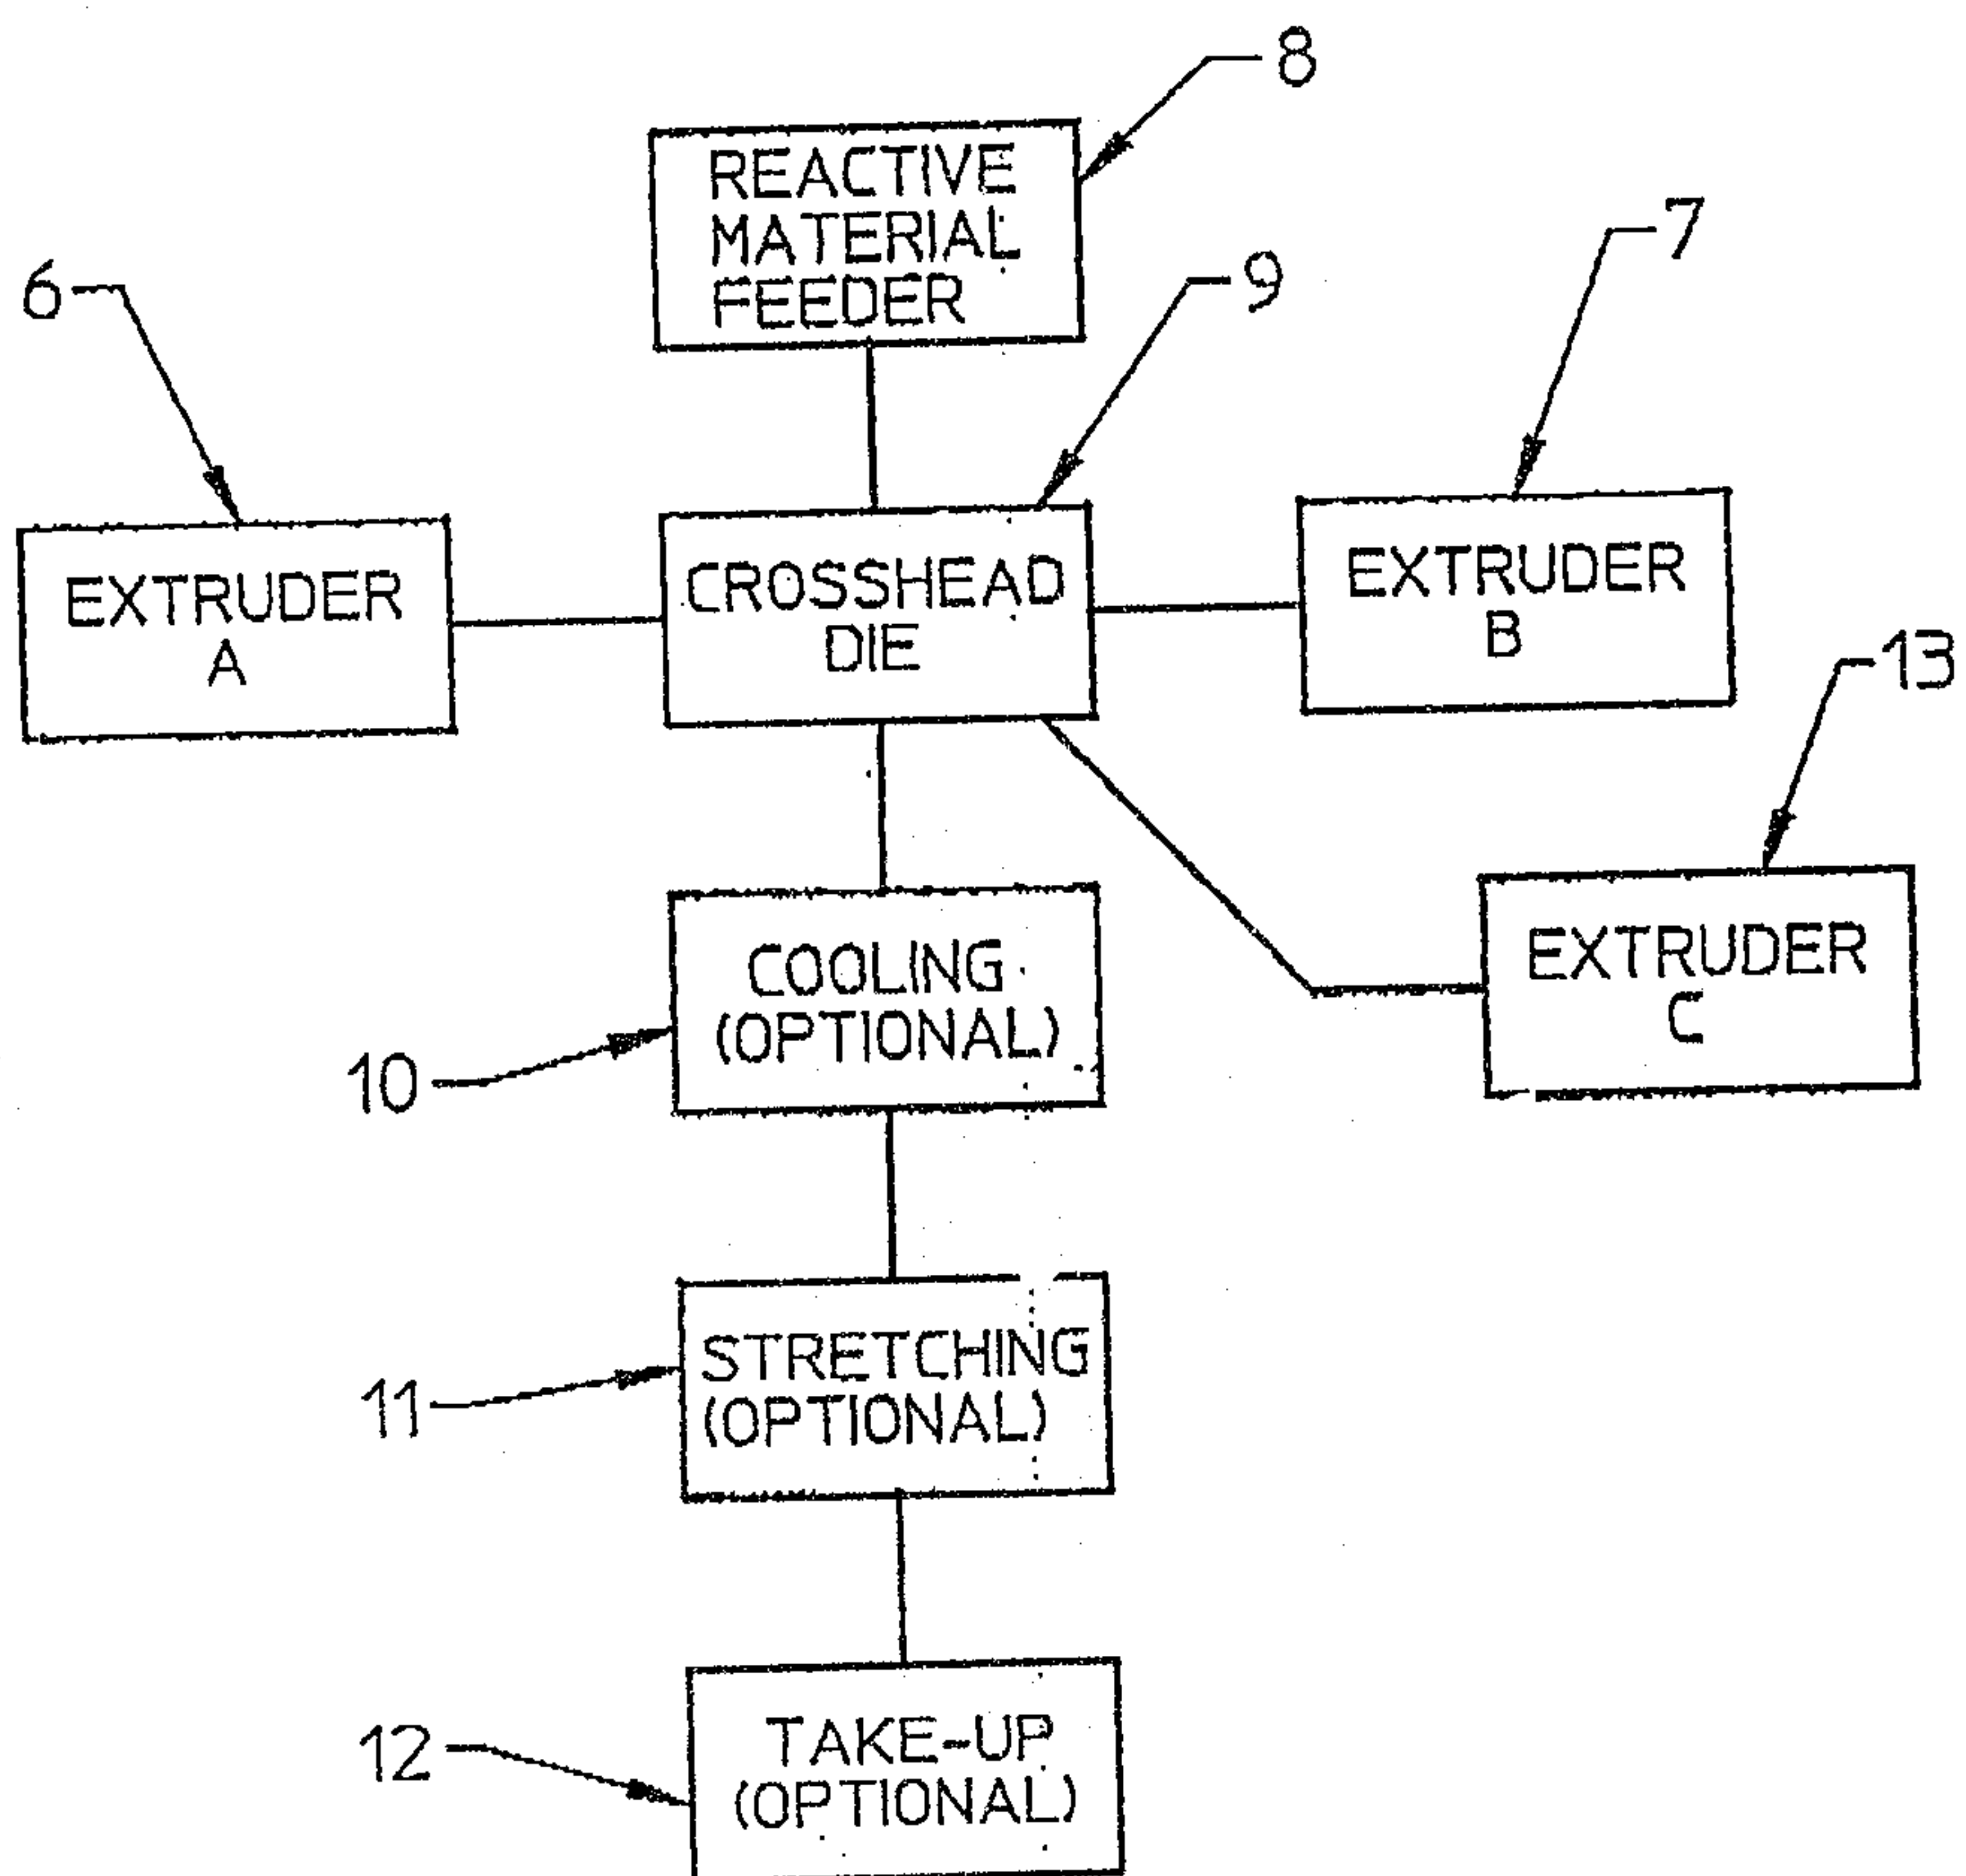 8
REACTIVE
MATERIAL
FEEDER
7
6
9
EXTRUDER
A
CROSSHEAD
DIE
EXTRUDER
B
13
COOLING
(OPTIONAL)
EXTRUDER
C
10
STRETCHING
(OPTIONAL)
11
TAKE-UP
(OPTIONAL)
12